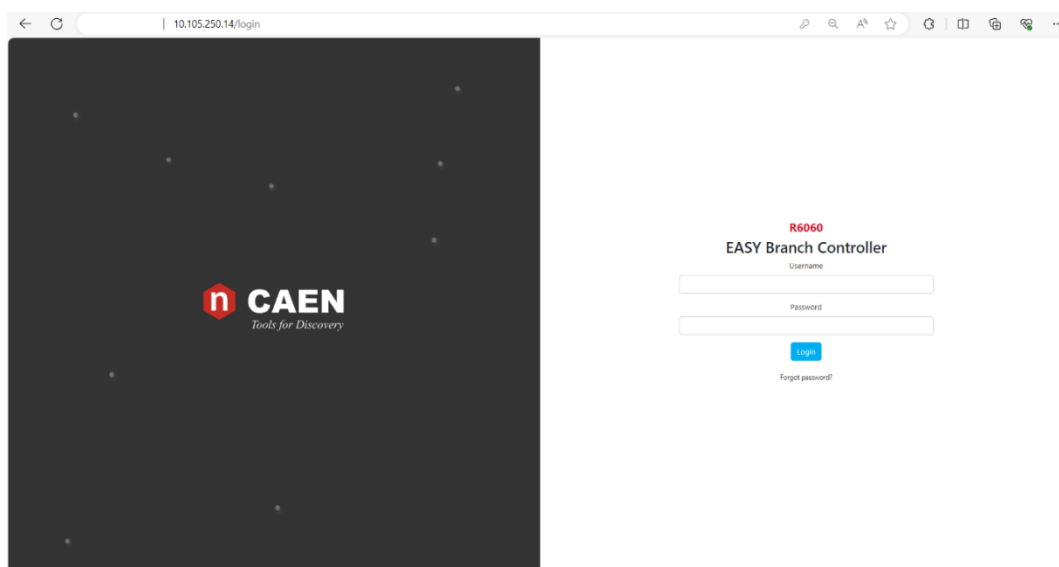 10.105.250.14/login
n CAEN
Tools for Discovery
R6060
EASY Branch Controller
Username
Password
Login
Forgot password?